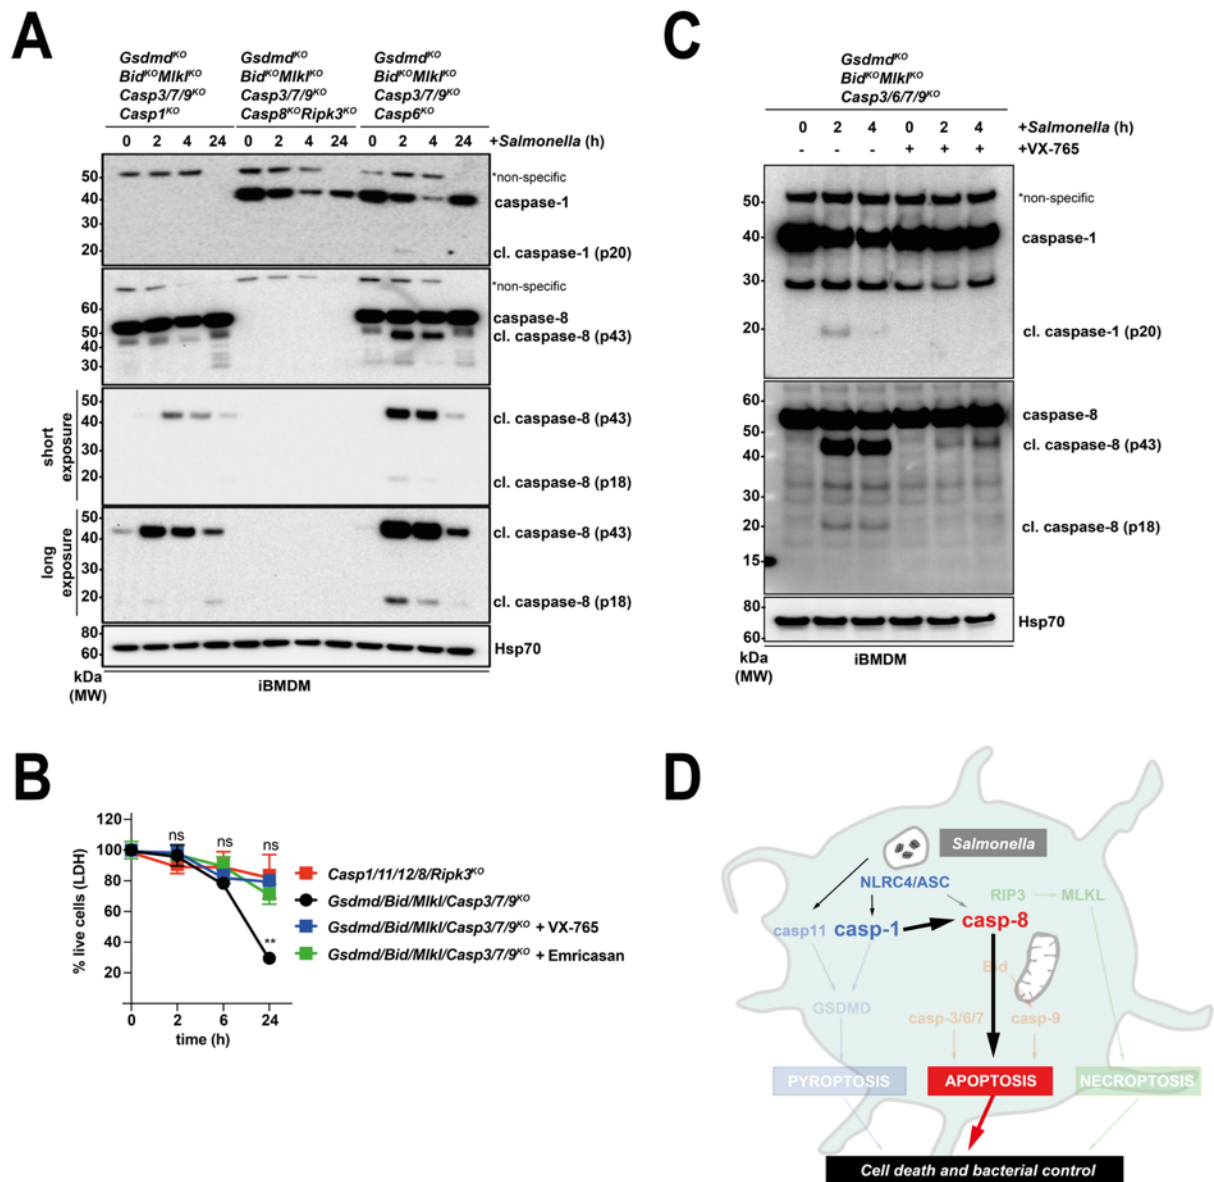 A
Gsdmd^KO Gsdmd^KO Gsdmd^KO
Bid^KO Mlkl^KO Bid^KO Mlkl^KO Bid^KO Mlkl^KO
Casp3/7/9^KO Casp3/7/9^KO Casp3/7/9^KO
Casp1^KO Casp8^KO Ripk3^KO Casp6^KO
0 2 4 24 0 2 4 24 0 2 4 24 +Salmonella (h)
50
*non-specific
40
caspase-1
30
20
cl. caspase-1 (p20)
*non-specific
60
caspase-8
50
cl. caspase-8 (p43)
40
30
short
exposure
50
40
cl. caspase-8 (p43)
30
20
cl. caspase-8 (p18)
long
exposure
50
cl. caspase-8 (p43)
40
30
20
cl. caspase-8 (p18)
80
Hsp70
60
kDa
(MW)
iBMDM
B
% live cells (LDH)
120
100
80
60
40
20
ns ns ns
**
0 2 6 24
time (h)
Casp1/11/12/8/Ripk3^KO
Gsdmd/Bid/Mlkl/Casp3/7/9^KO
Gsdmd/Bid/Mlkl/Casp3/7/9^KO + VX-765
Gsdmd/Bid/Mlkl/Casp3/7/9^KO + Emricasan
C
Gsdmd^KO
Bid^KO Mlkl^KO
Casp3/6/7/9^KO
0 2 4 0 2 4 +Salmonella (h)
- - - + + + +VX-765
50
*non-specific
40
caspase-1
30
20
cl. caspase-1 (p20)
60
caspase-8
50
cl. caspase-8 (p43)
40
30
20
cl. caspase-8 (p18)
15
80
Hsp70
60
kDa
(MW)
iBMDM
D
Salmonella
NLRC4/ASC
RIP3 MLKL
casp11 casp-1 casp-8
Bid
GSDMD
casp-3/6/7 casp-9
PYROPTOSIS APOPTOSIS NECROPTOSIS
Cell death and bacterial control